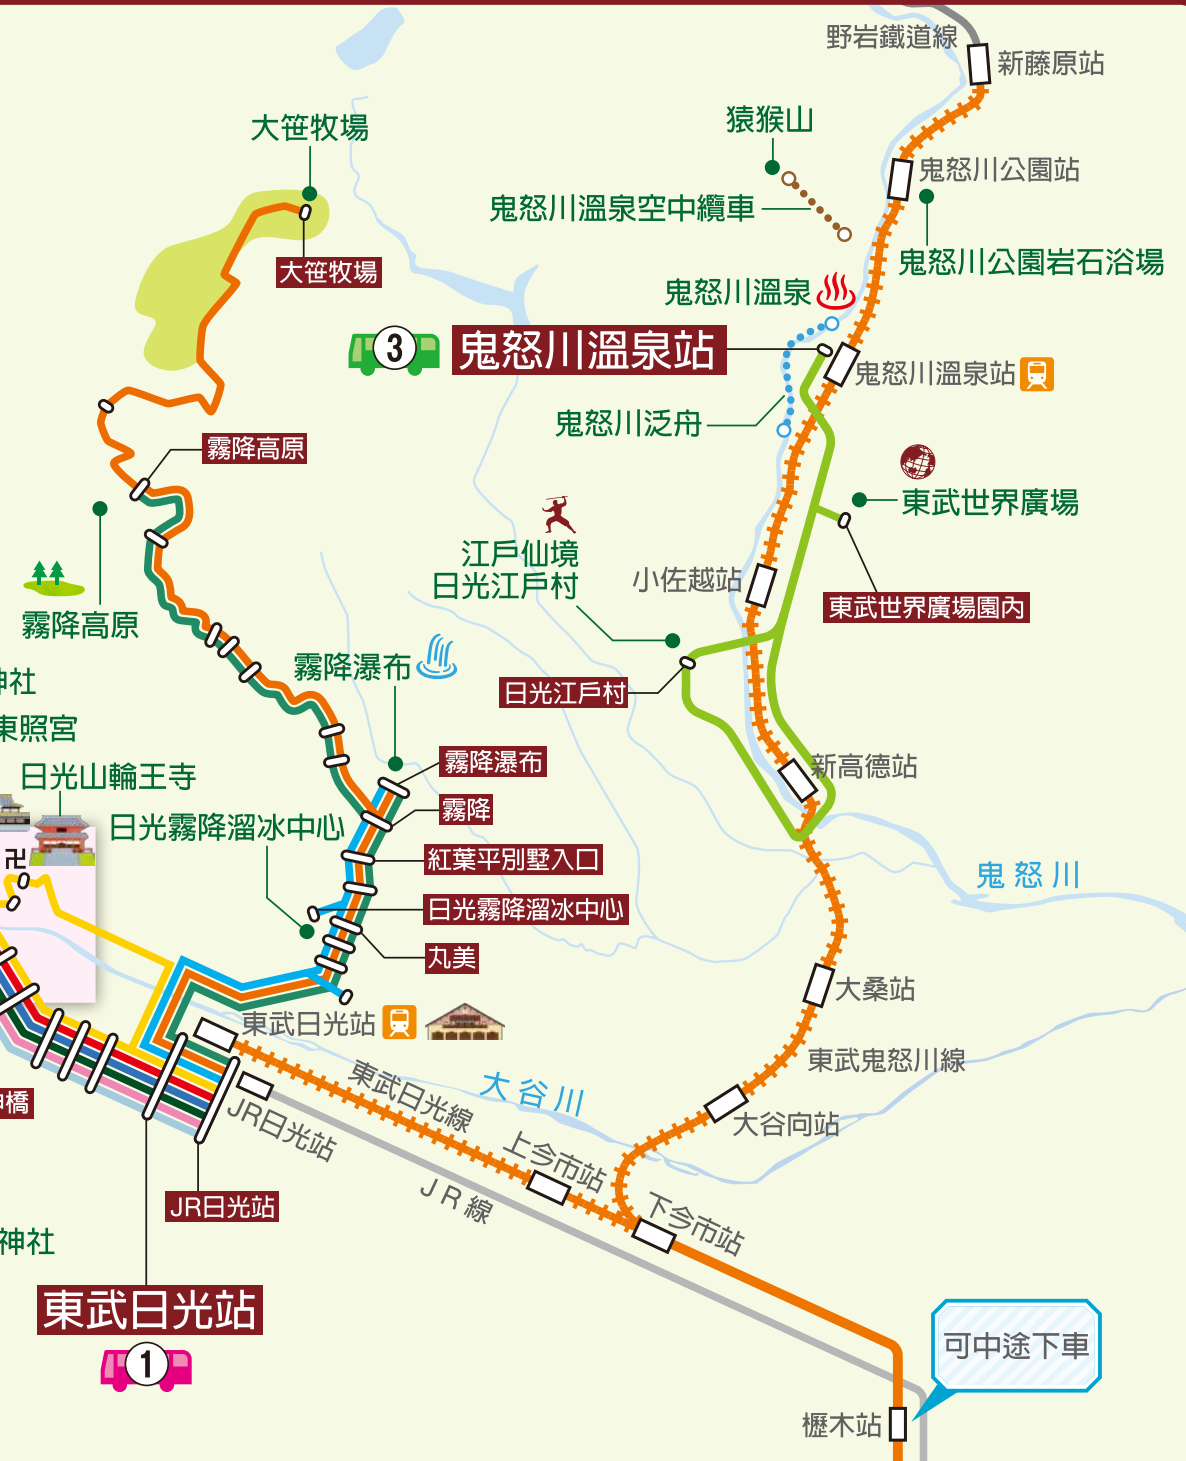 野岩鐵道線
新藤原站
猿猴山
大笹牧場
鬼怒川公園站
鬼怒川溫泉空中纜車
鬼怒川公園岩石浴場
大笹牧場
鬼怒川溫泉
3
鬼怒川溫泉站
鬼怒川溫泉站
鬼怒川泛舟
霧降高原
東武世界廣場
江戶仙境
日光江戶村
小佐越站
東武世界廣場園內
霧降高原
霧降瀑布
神社
日光江戶村
東照宮
霧降瀑布
新高德站
日光山輪王寺
霧降
日光霧降溜冰中心
卍
紅葉平別墅入口
鬼怒川
日光霧降溜冰中心
丸美
大桑站
東武日光站
東武鬼怒川線
東武日光線
大谷川
神橋
JR日光站
大谷向站
上今市站
JR日光站
JR線
下今市站
神社
東武日光站
1
可中途下車
櫪木站